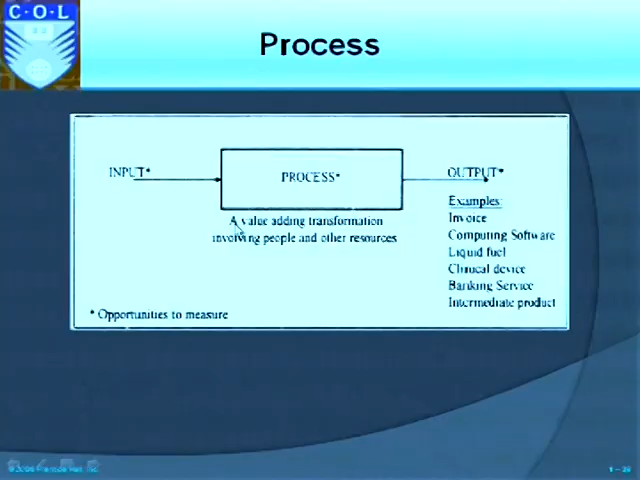 C·O·L
Process
INPUT*
PROCESS*
OUTPUT*
A value adding transformation
involving people and other resources
Examples:
Invoice
Computing Software
Liquid fuel
Clinical device
Banking Service
Intermediate product
* Opportunities to measure